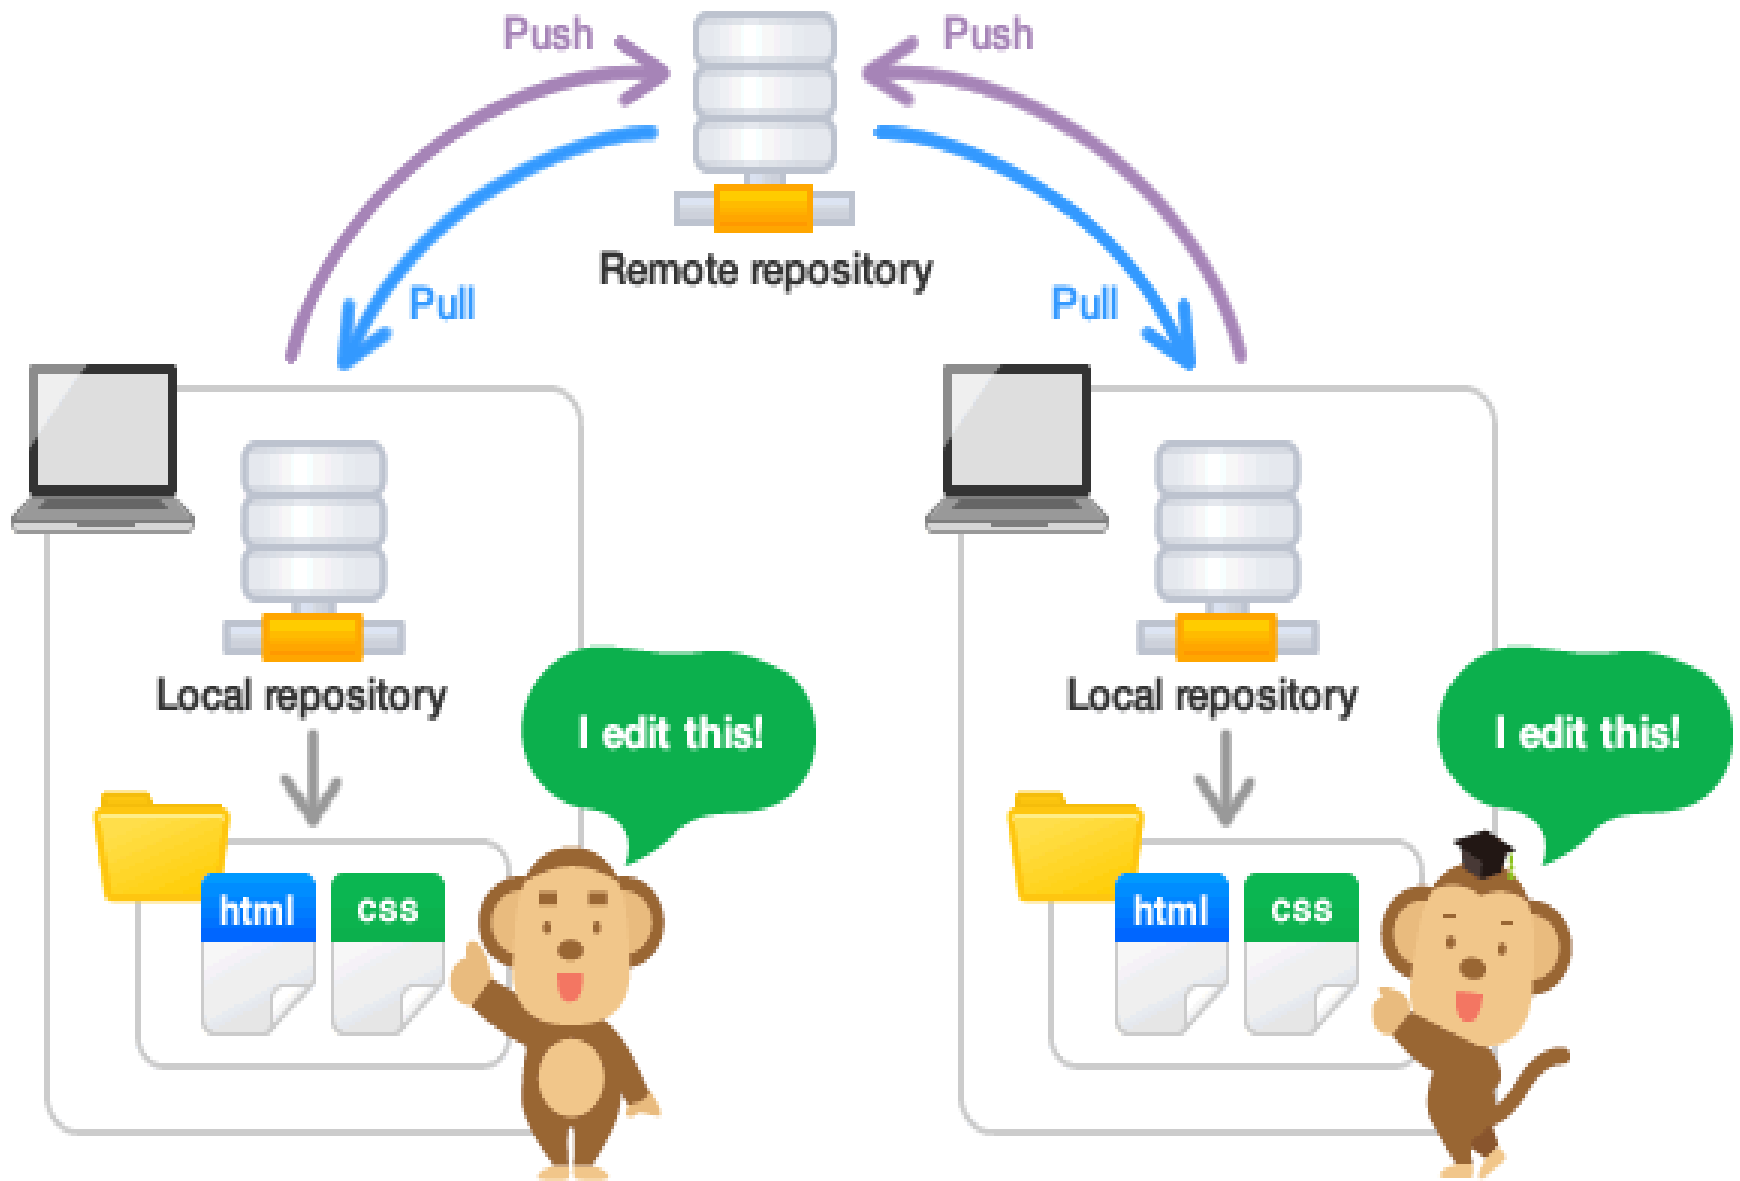 Push
Push
Remote repository
Pull
Pull
Local repository
I edit this!
html
css
Local repository
I edit this!
html
css